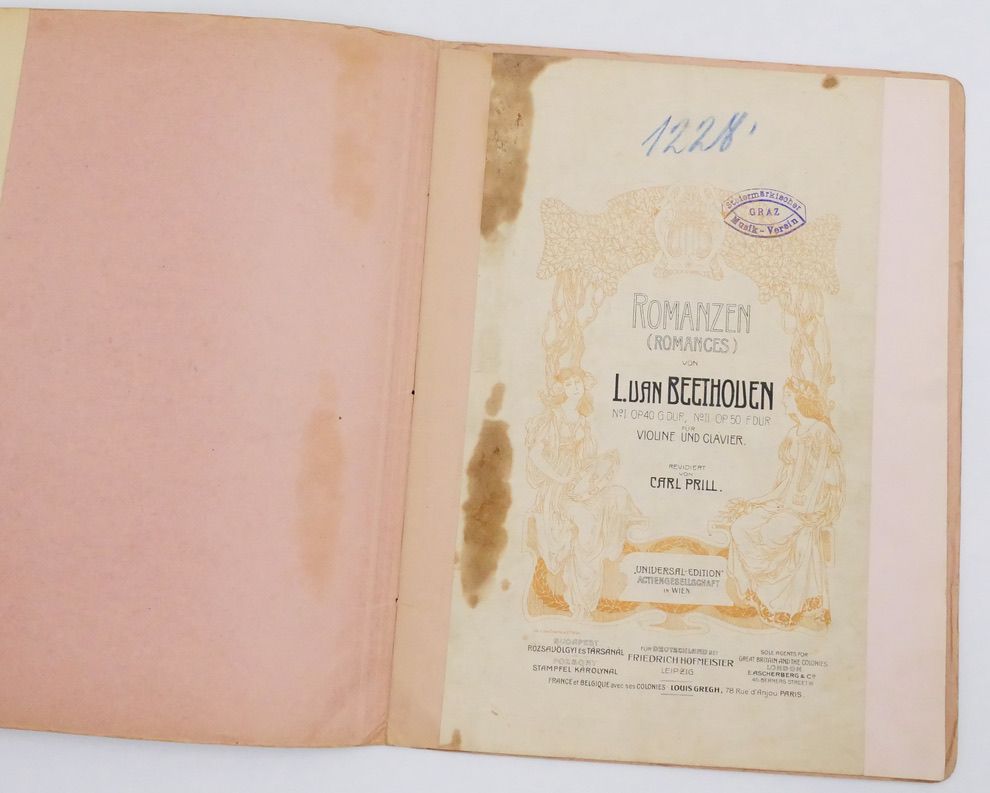 1228.
Steiermärkischer
GRAZ
Musik-Verein
ROMANZEN
(ROMANCES)
VON
L. VAN BEETHOVEN
No I. OP. 40 G DUR, No II. OP. 50 F DUR
FÜR
VIOLINE UND CLAVIER.
REVIDIERT
VON
CARL PRILL.
„UNIVERSAL-EDITION"
ACTIENGESELLSCHAFT
IN WIEN
BUDAPEST
RÓZSAVÖLGYI ÉS TÁRSÁNÁL
POZSONY
STAMPFEL KÁROLYNÁL
FÜR DEUTSCHLAND BEI
FRIEDRICH HOFMEISTER
LEIPZIG
SOLE AGENTS FOR
GREAT BRITAIN AND THE COLONIES
LONDON
E. ASCHERBERG & Co
46 BERNERS STREET W
FRANCE et BELGIQUE avec ses COLONIES LOUIS GREGH, 78 Rue d'Anjou PARIS.